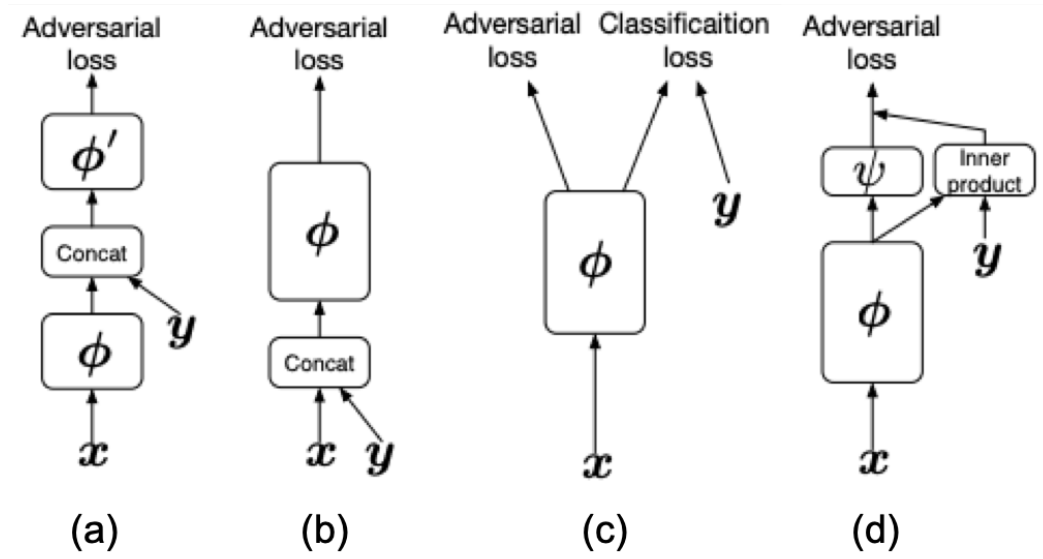 Adversarial
loss
ϕ′
Concat
y
ϕ
x
(a)
Adversarial
loss
ϕ
Concat
x y
(b)
Adversarial Classificaition
loss loss
y
ϕ
x
(c)
Adversarial
loss
ψ
Inner
product
y
ϕ
x
(d)